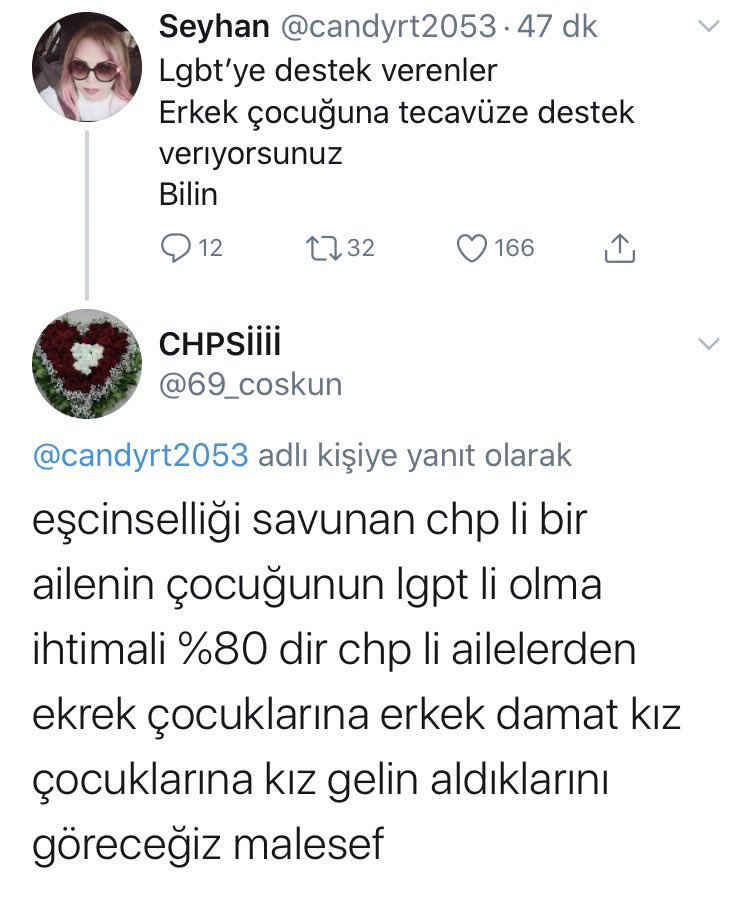 Seyhan @candyrt2053 · 47 dk
Lgbt’ye destek verenler
Erkek çocuğuna tecavüze destek
verıyorsunuz
Bilin
12 32 166
CHPSİİİİ
@69_coskun
@candyrt2053 adlı kişiye yanıt olarak
eşcinselliği savunan chp li bir
ailenin çocuğunun lgpt li olma
ihtimali %80 dir chp li ailelerden
ekrek çocuklarına erkek damat kız
çocuklarına kız gelin aldıklarını
göreceğiz malesef